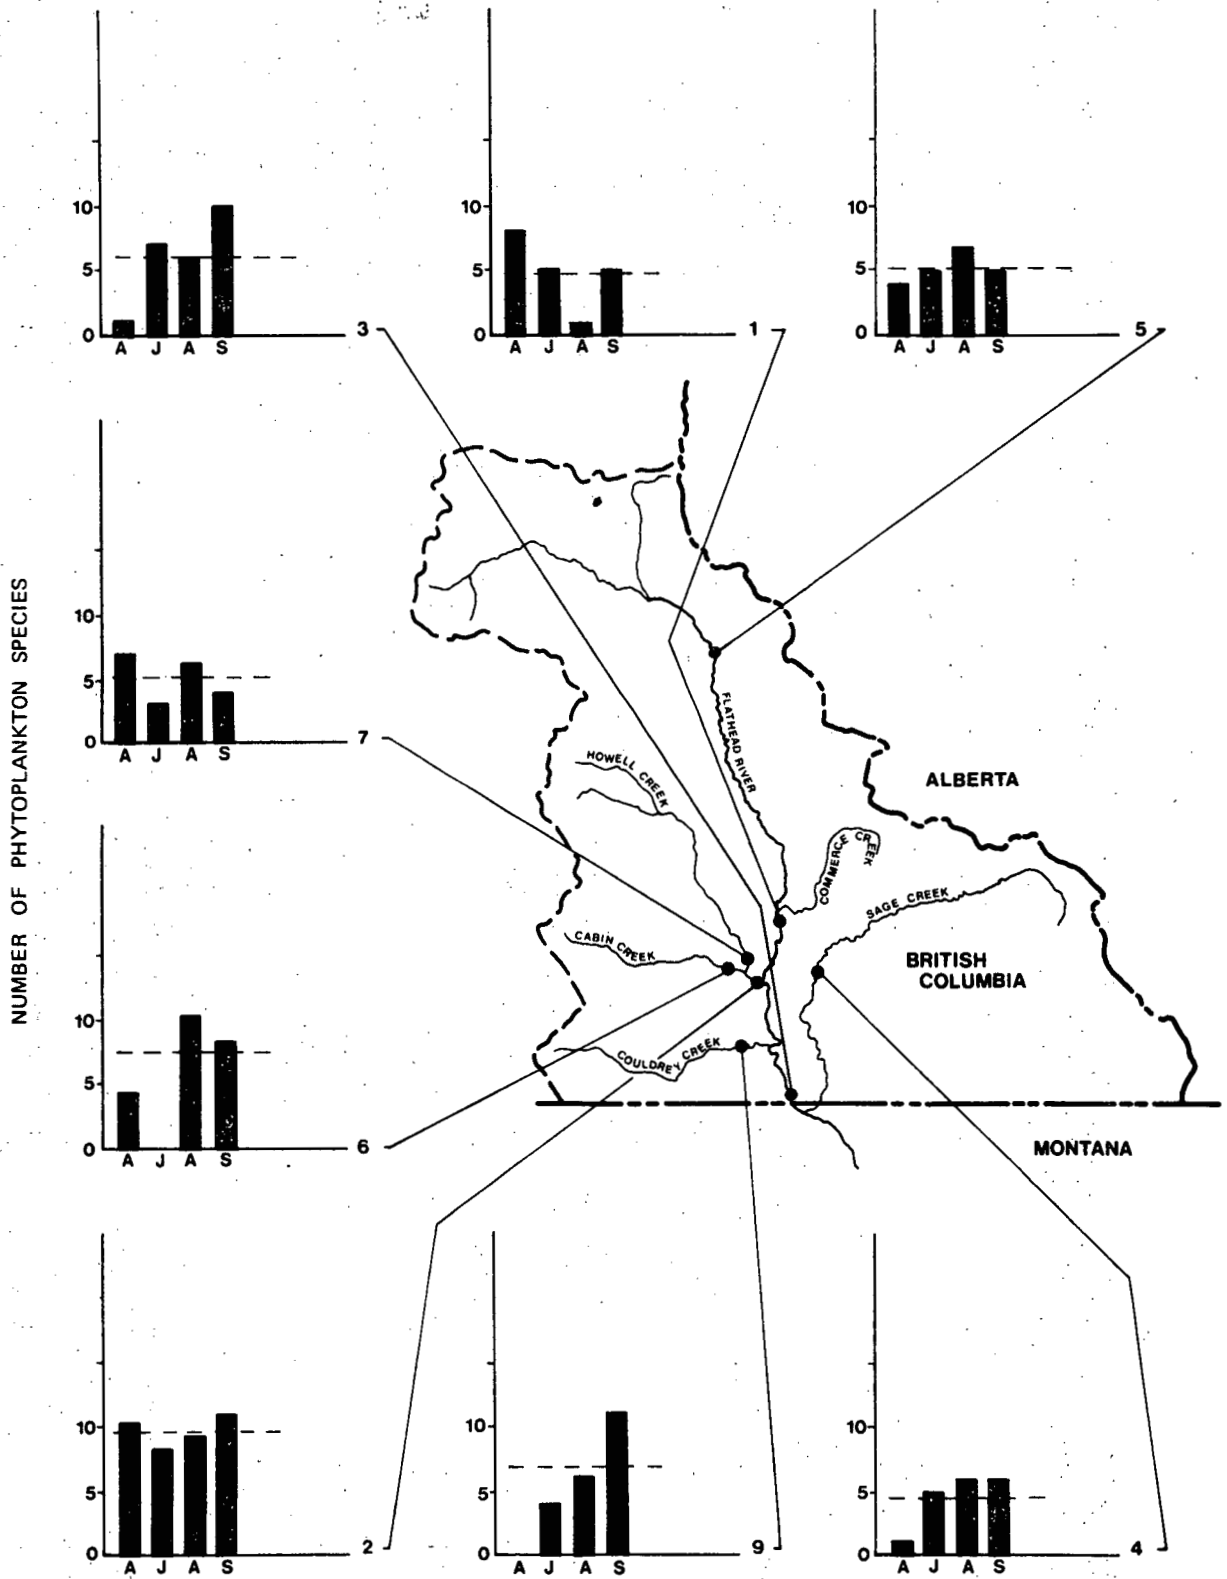 NUMBER OF PHYTOPLANKTON SPECIES
10
5
0
A J A S
3
10
5
0
A J A S
1
10
5
0
A J A S
5
10
5
0
A J A S
7
10
5
0
A J A S
6
10
5
0
A J A S
2
10
5
0
A J A S
9
10
5
0
A J A S
4
FLATHEAD RIVER
HOWELL CREEK
ALBERTA
COMMERCE CREEK
SAGE CREEK
CABIN CREEK
BRITISH
COLUMBIA
COULDREY CREEK
MONTANA